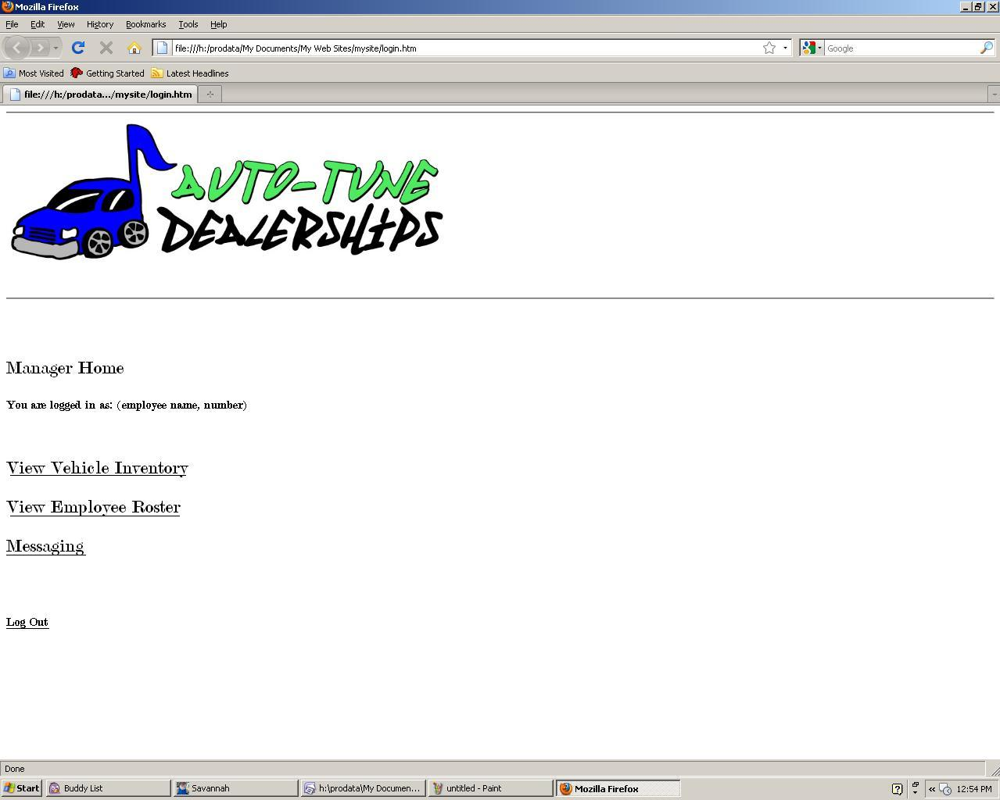 Mozilla Firefox
File Edit View History Bookmarks Tools Help
file:///h:/prodata/My Documents/My Web Sites/mysite/login.htm
Google
Most Visited Getting Started Latest Headlines
file:///h:/prodata.../mysite/login.htm
AUTO-TUNE
DEALERSHIPS
Manager Home
You are logged in as: (employee name, number)
View Vehicle Inventory
View Employee Roster
Messaging
Log Out
Done
Start Buddy List Savannah h:\prodata\My Documen... untitled - Paint Mozilla Firefox « 12:54 PM